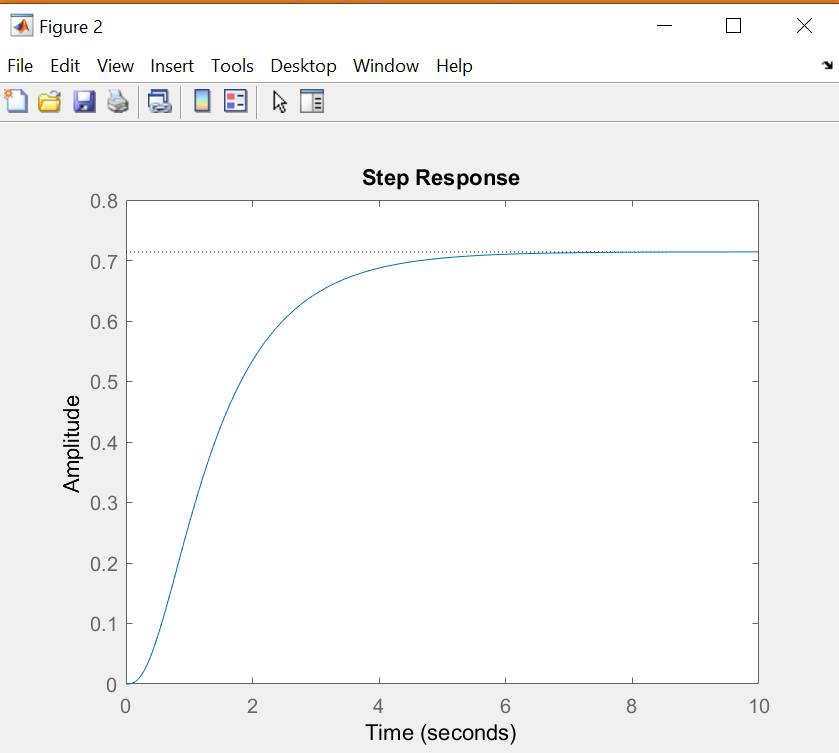 Figure 2
File Edit View Insert Tools Desktop Window Help
Step Response
0.8
0.7
0.6
0.5
0.4
0.3
0.2
0.1
0
Amplitude
0 2 4 6 8 10
Time (seconds)